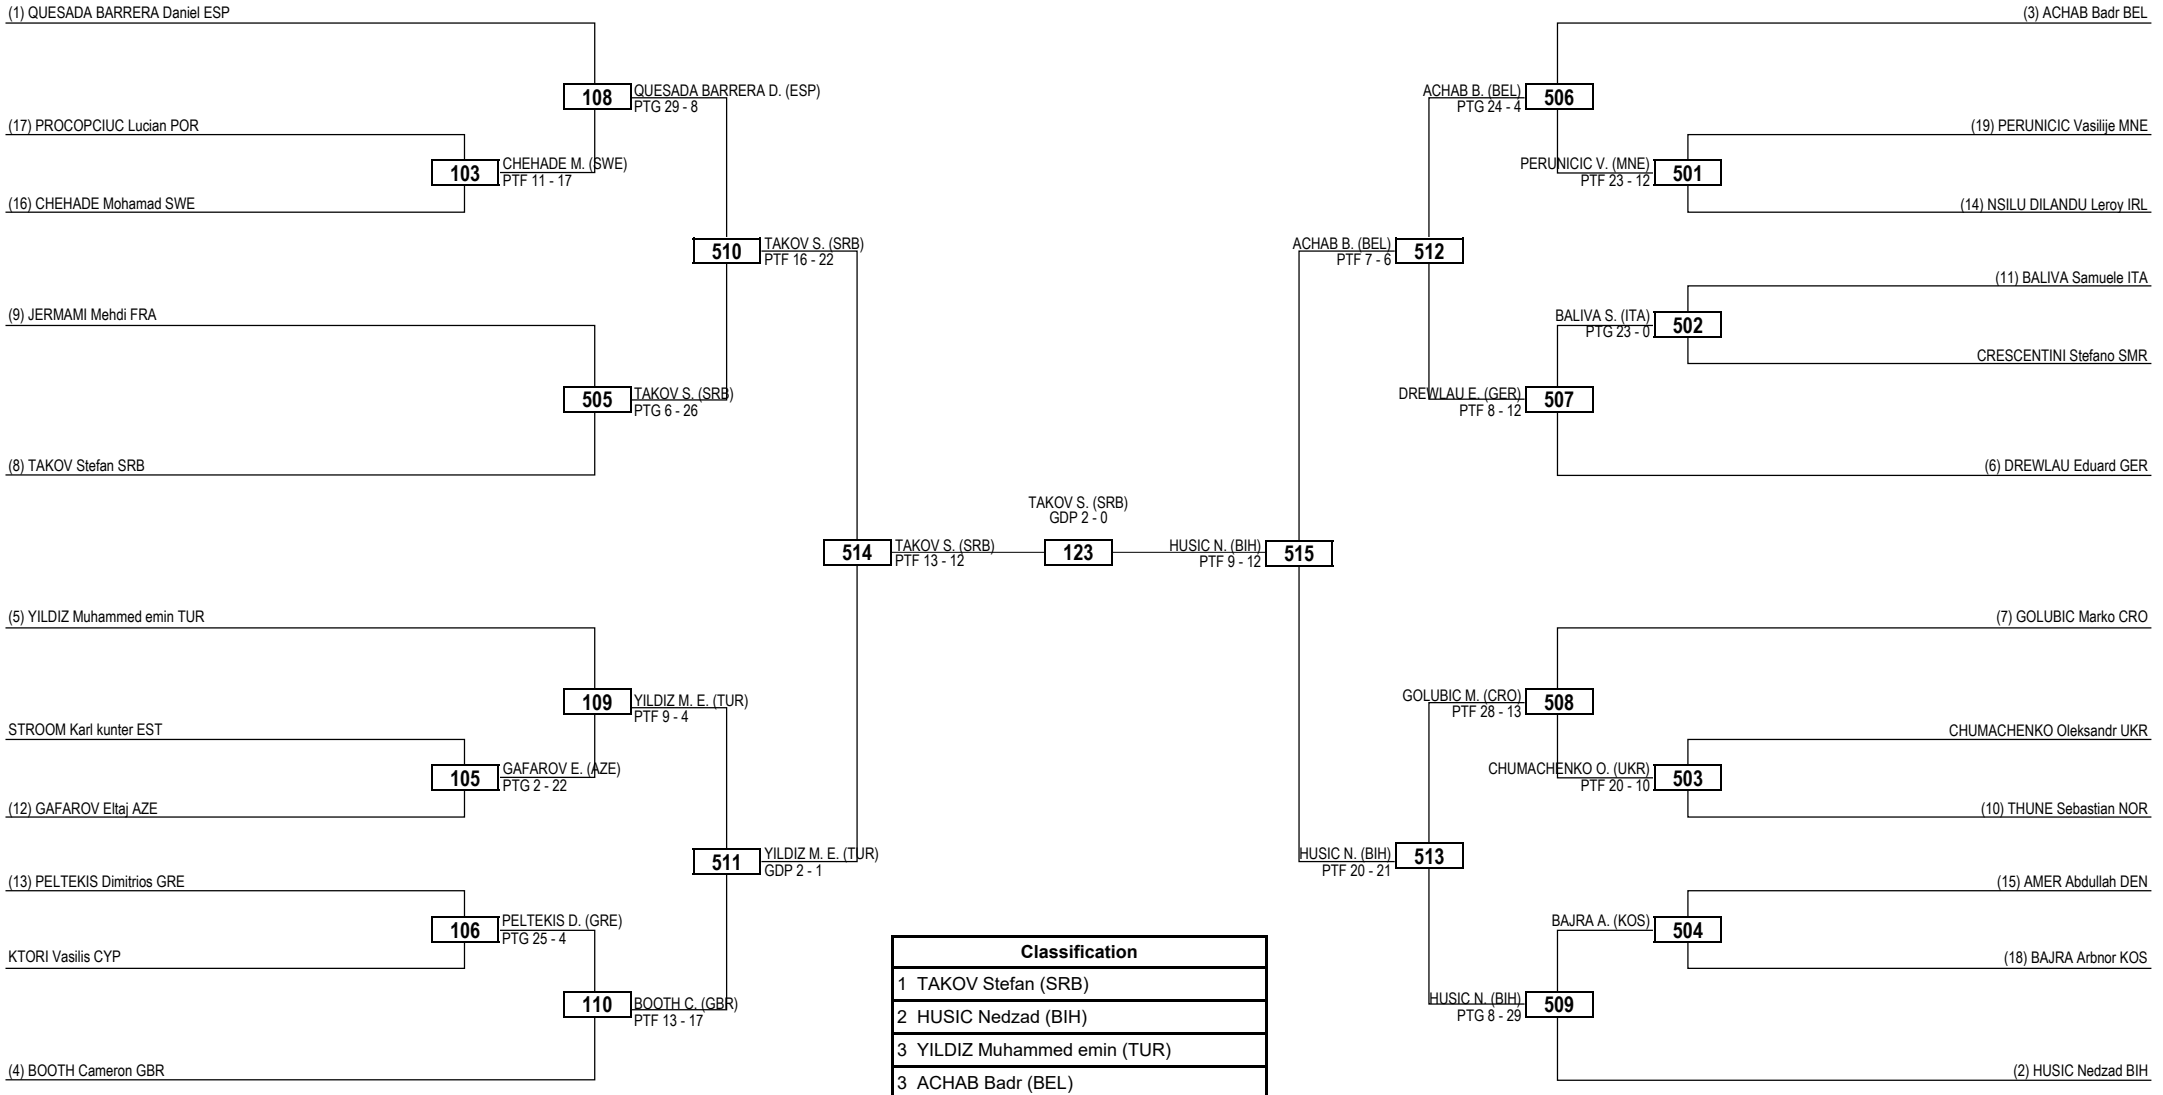 (1) QUESADA BARRERA Daniel ESP
(3) ACHAB Badr BEL
108
QUESADA BARRERA D. (ESP)
PTG 29 - 8
ACHAB B. (BEL)
PTG 24 - 4
506
(17) PROCOPCIUC Lucian POR
(19) PERUNICIC Vasilije MNE
103
CHEHADE M. (SWE)
PTF 11 - 17
PERUNICIC V. (MNE)
PTF 23 - 12
501
(16) CHEHADE Mohamad SWE
(14) NSILU DILANDU Leroy IRL
510
TAKOV S. (SRB)
PTF 16 - 22
ACHAB B. (BEL)
PTF 7 - 6
512
(11) BALIVA Samuele ITA
(9) JERMAMI Mehdi FRA
BALIVA S. (ITA)
PTG 23 - 0
502
CRESCENTINI Stefano SMR
505
TAKOV S. (SRB)
PTG 6 - 26
DREWLAU E. (GER)
PTF 8 - 12
507
(8) TAKOV Stefan SRB
(6) DREWLAU Eduard GER
TAKOV S. (SRB)
GDP 2 - 0
514
TAKOV S. (SRB)
PTF 13 - 12
123
HUSIC N. (BIH)
PTF 9 - 12
515
(5) YILDIZ Muhammed emin TUR
(7) GOLUBIC Marko CRO
109
YILDIZ M. E. (TUR)
PTF 9 - 4
GOLUBIC M. (CRO)
PTF 28 - 13
508
STROOM Karl kunter EST
CHUMACHENKO Oleksandr UKR
105
GAFAROV E. (AZE)
PTG 2 - 22
CHUMACHENKO O. (UKR)
PTF 20 - 10
503
(12) GAFAROV Eltaj AZE
(10) THUNE Sebastian NOR
511
YILDIZ M. E. (TUR)
GDP 2 - 1
HUSIC N. (BIH)
PTF 20 - 21
513
(13) PELTEKIS Dimitrios GRE
(15) AMER Abdullah DEN
106
PELTEKIS D. (GRE)
PTG 25 - 4
BAJRA A. (KOS)
504
KTORI Vasilis CYP
(18) BAJRA Arbnor KOS
110
BOOTH C. (GBR)
PTF 13 - 17
HUSIC N. (BIH)
PTG 8 - 29
509
(4) BOOTH Cameron GBR
(2) HUSIC Nedzad BIH
Classification
1 TAKOV Stefan (SRB)
2 HUSIC Nedzad (BIH)
3 YILDIZ Muhammed emin (TUR)
3 ACHAB Badr (BEL)